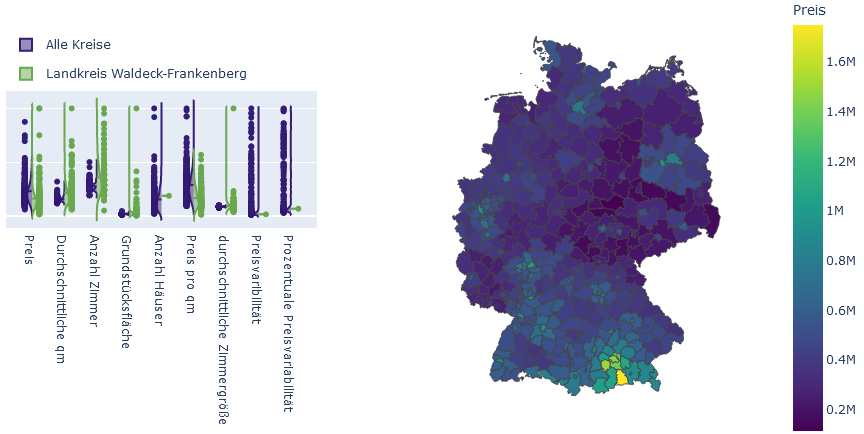 Alle Kreise
Landkreis Waldeck-Frankenberg
Preis
Durchschnittliche qm
Anzahl Zimmer
Grundstücksfläche
Anzahl Häuser
Preis pro qm
durchschnittliche Zimmergröße
Preisvaribilität
Prozentuale Preisvariabilität
Preis
1.6M
1.4M
1.2M
1M
0.8M
0.6M
0.4M
0.2M